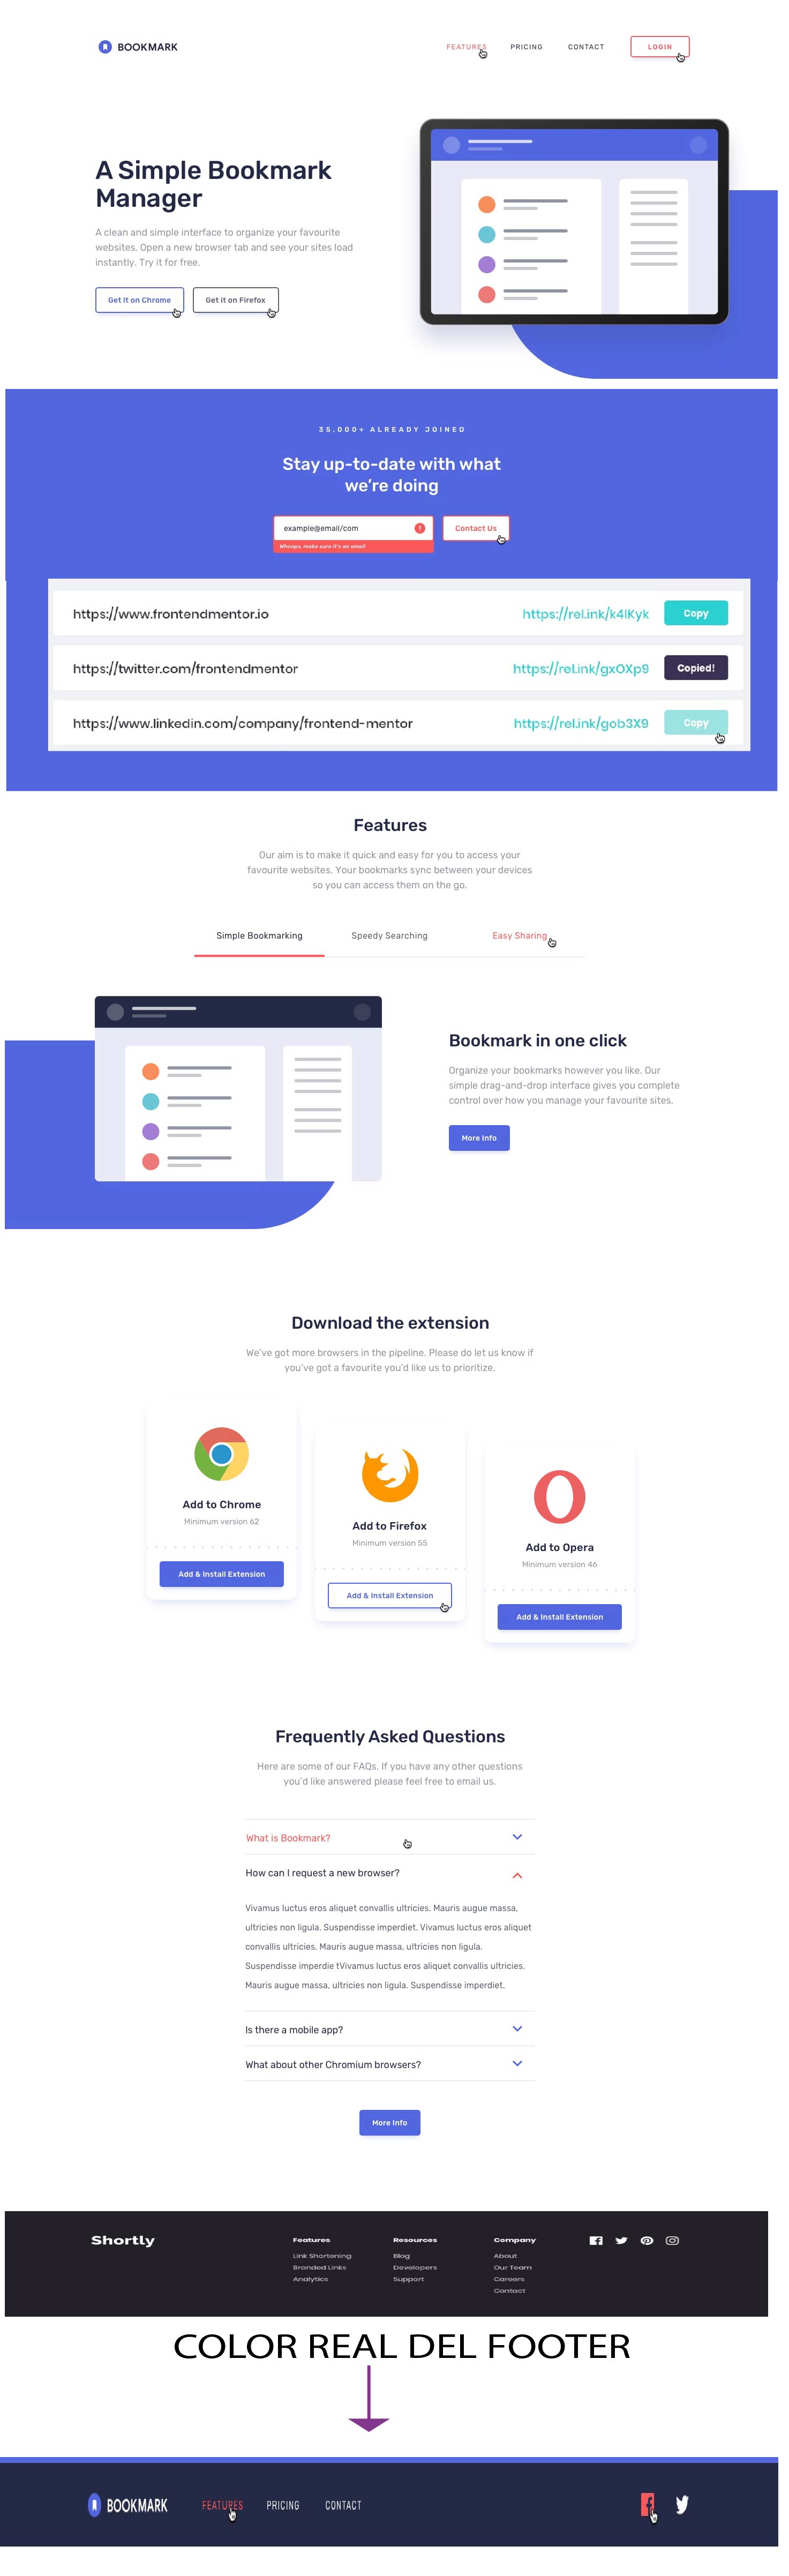 BOOKMARK
FEATURES PRICING CONTACT LOGIN
A Simple Bookmark
Manager
A clean and simple interface to organize your favourite
websites. Open a new browser tab and see your sites load
instantly. Try it for free.
Get it on Chrome Get it on Firefox
35,000+ ALREADY JOINED
Stay up-to-date with what
we’re doing
example@email/com !
Contact Us
Whoops, make sure it’s an email
https://www.frontendmentor.io https://rel.ink/k4lKyk Copy
https://twitter.com/frontendmentor https://rel.ink/gxOXp9 Copied!
https://www.linkedin.com/company/frontend-mentor https://rel.ink/gob3X9 Copy
Features
Our aim is to make it quick and easy for you to access your
favourite websites. Your bookmarks sync between your devices
so you can access them on the go.
Simple Bookmarking Speedy Searching Easy Sharing
Bookmark in one click
Organize your bookmarks however you like. Our
simple drag-and-drop interface gives you complete
control over how you manage your favourite sites.
More Info
Download the extension
We’ve got more browsers in the pipeline. Please do let us know if
you’ve got a favourite you’d like us to prioritize.
Add to Chrome
Minimum version 62
Add & Install Extension
Add to Firefox
Minimum version 55
Add & Install Extension
Add to Opera
Minimum version 46
Add & Install Extension
Frequently Asked Questions
Here are some of our FAQs. If you have any other questions
you’d like answered please feel free to email us.
What is Bookmark?
How can I request a new browser?
Vivamus luctus eros aliquet convallis ultricies. Mauris augue massa,
ultricies non ligula. Suspendisse imperdiet. Vivamus luctus eros aliquet
convallis ultricies. Mauris augue massa, ultricies non ligula.
Suspendisse imperdie tVivamus luctus eros aliquet convallis ultricies.
Mauris augue massa, ultricies non ligula. Suspendisse imperdiet.
Is there a mobile app?
What about other Chromium browsers?
More Info
Shortly
Features
Link Shortening
Branded Links
Analytics
Resources
Blog
Developers
Support
Company
About
Our Team
Careers
Contact
COLOR REAL DEL FOOTER
BOOKMARK FEATURES PRICING CONTACT